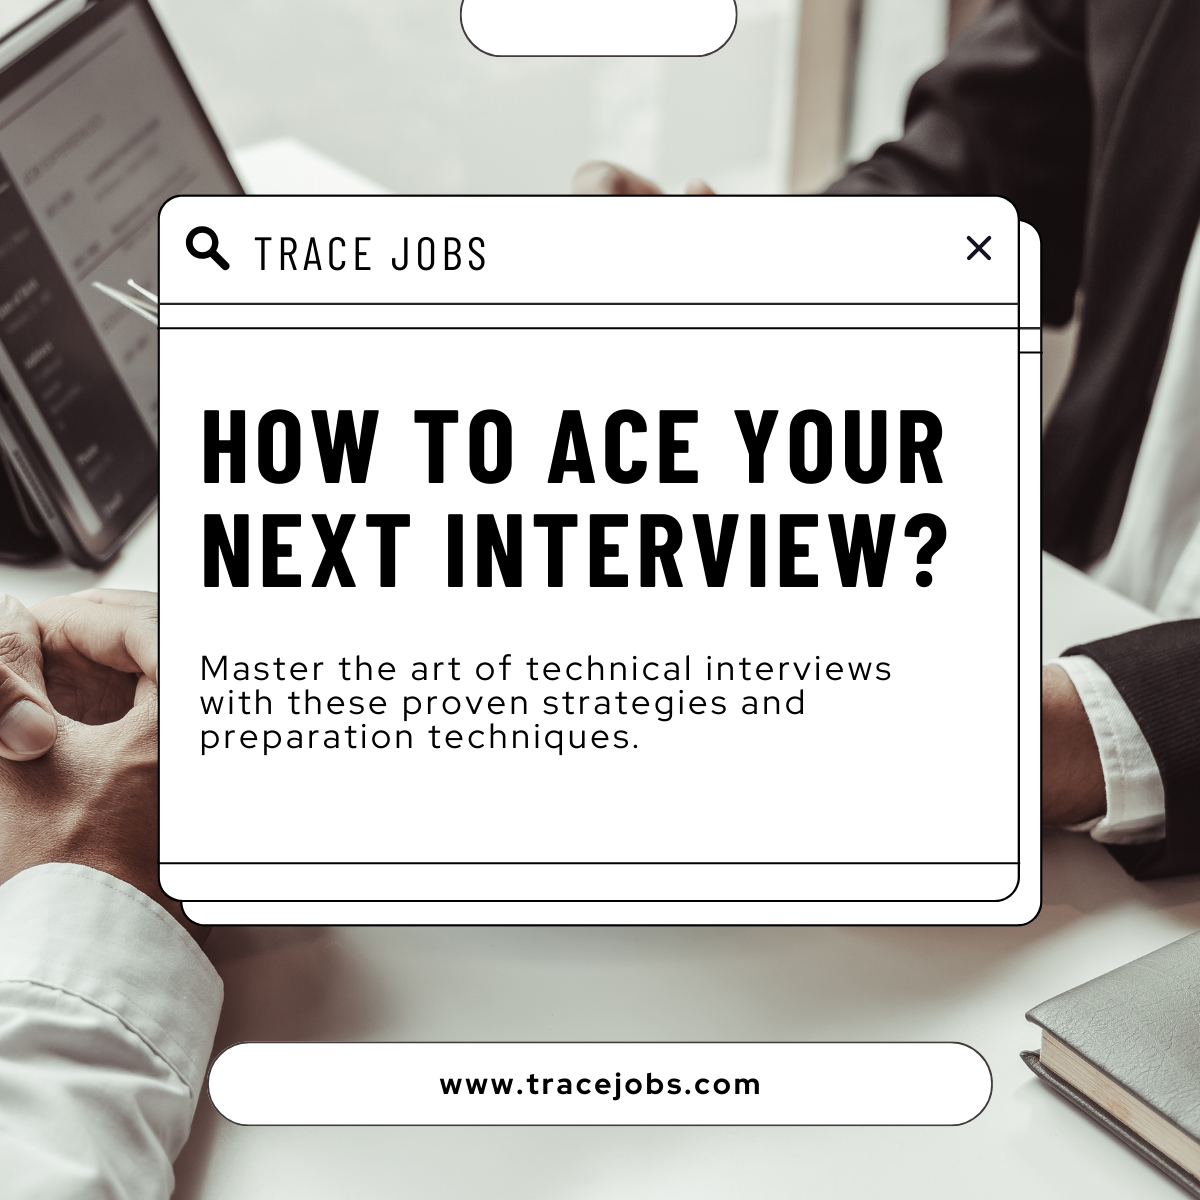 TRACE JOBS
HOW TO ACE YOUR
NEXT INTERVIEW?
Master the art of technical interviews
with these proven strategies and
preparation techniques.
www.tracejobs.com